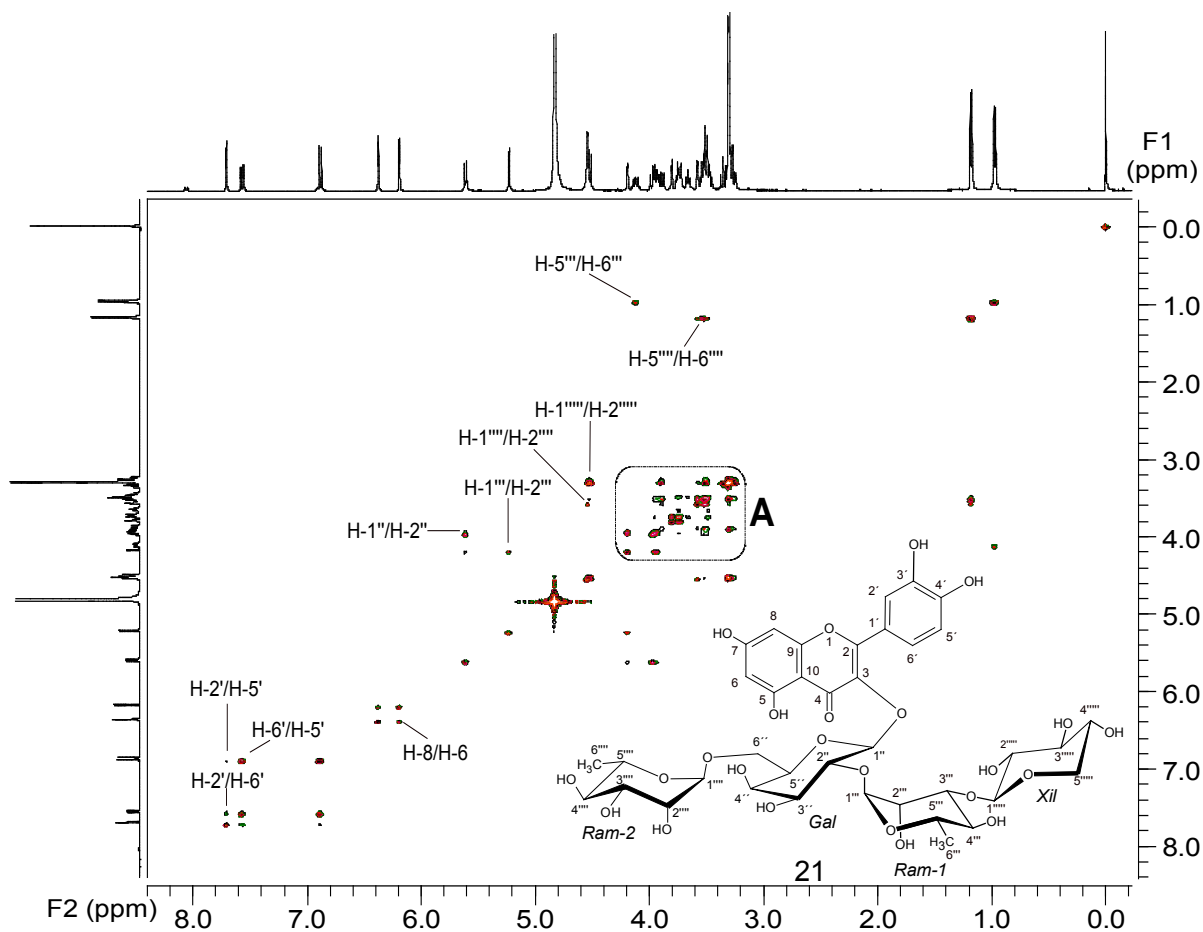 F1
(ppm)
0.0
H-5'''/H-6'''
1.0
H-5''''/H-6''''
2.0
H-1'''''/H-2'''''
H-1''''/H-2''''
3.0
H-1'''/H-2'''
A
H-1''/H-2''
4.0
OH
3´ OH
2´ 4´
5.0
8 1´ 5´
HO O
7 9 1 2 6´
6 10 3
5 4
OH O O
6.0
H-2'/H-5'
H-6'/H-5'
H-8/H-6
4'''''
HO OH
6'''' 5'''' 6´´ O 1'' 2''''' 3'''''
H₃C O 2'' HO O 5'''''
H-2'/H-6'
7.0
HO O 1'''' HO 5´´ O 3''' O Xil
3'''' 4´´ 2''' 1'''''
4'''' OH 2'''' HO 3´´ 1''' 5''' HO
HO Gal O 4'''
Ram-2 OH H₃C 6'''
8.0
21 Ram-1
F2 (ppm)
8.0 7.0 6.0 5.0 4.0 3.0 2.0 1.0 0.0